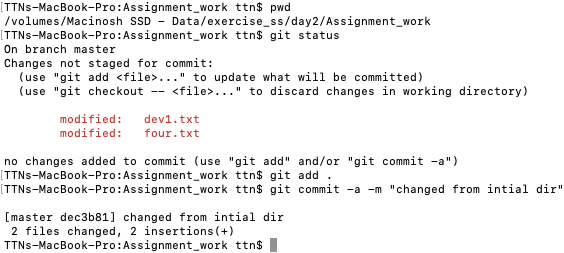 TTNs-MacBook-Pro:Assignment_work ttn$ pwd
/volumes/Macinosh SSD - Data/exercise_ss/day2/Assignment_work
[TTNs-MacBook-Pro:Assignment_work ttn$ git status
On branch master
Changes not staged for commit:
  (use "git add <file>..." to update what will be committed)
  (use "git checkout -- <file>..." to discard changes in working directory)
        modified:   dev1.txt
        modified:   four.txt
no changes added to commit (use "git add" and/or "git commit -a")
[TTNs-MacBook-Pro:Assignment_work ttn$ git add .
[TTNs-MacBook-Pro:Assignment_work ttn$ git commit -a -m "changed from intial dir"
[master dec3b81] changed from intial dir
 2 files changed, 2 insertions(+)
TTNs-MacBook-Pro:Assignment_work ttn$